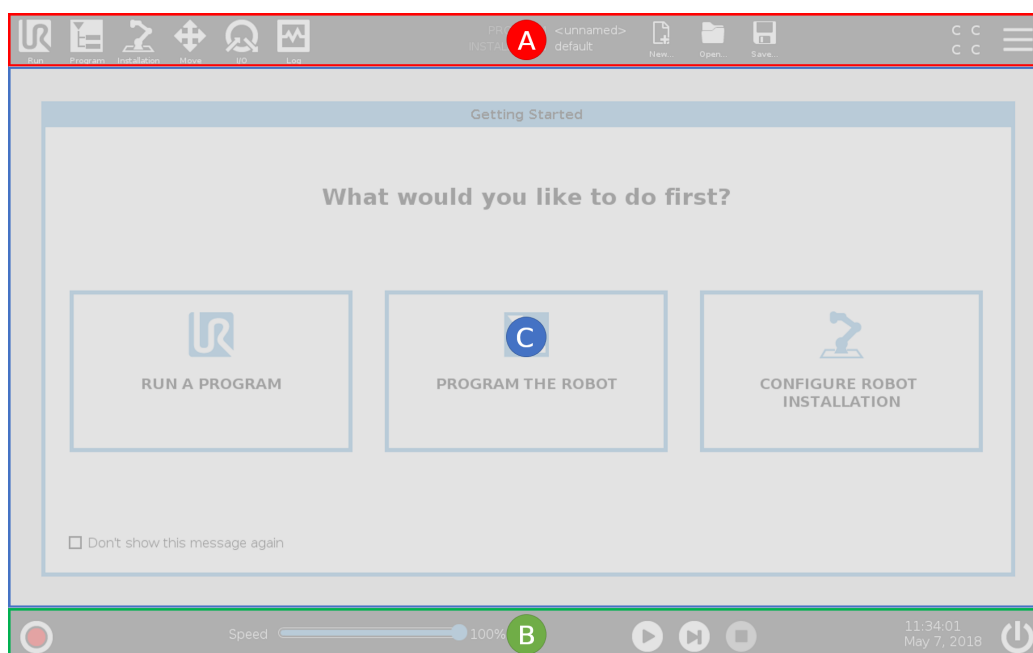 <unnamed>
A
default
Run
Program
Installation
Move
I/O
Log
New...
Open...
Save...
C C
C C
Getting Started
What would you like to do first?
C
RUN A PROGRAM
PROGRAM THE ROBOT
CONFIGURE ROBOT
INSTALLATION
Don't show this message again
Speed
100%
B
11:34:01
May 7, 2018